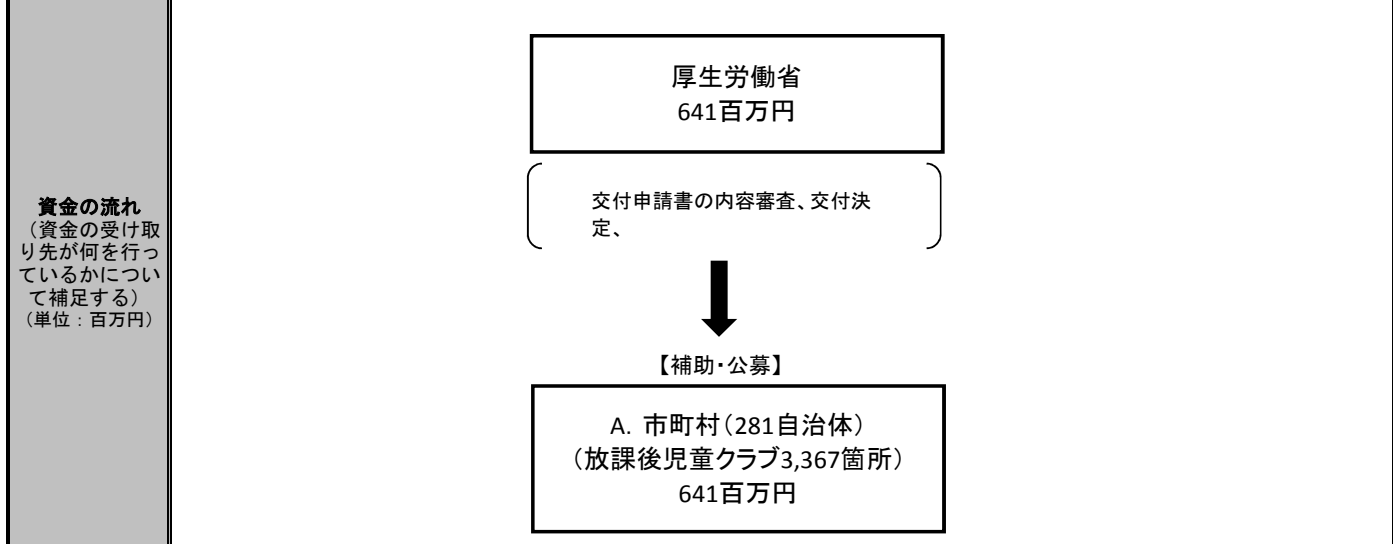 資金の流れ
（資金の受け取
り先が何を行っ
ているかについ
て補足する）
（単位：百万円）
厚生労働省
641百万円
交付申請書の内容審査、交付決
定、
【補助・公募】
A. 市町村（281自治体）
（放課後児童クラブ3,367箇所）
641百万円